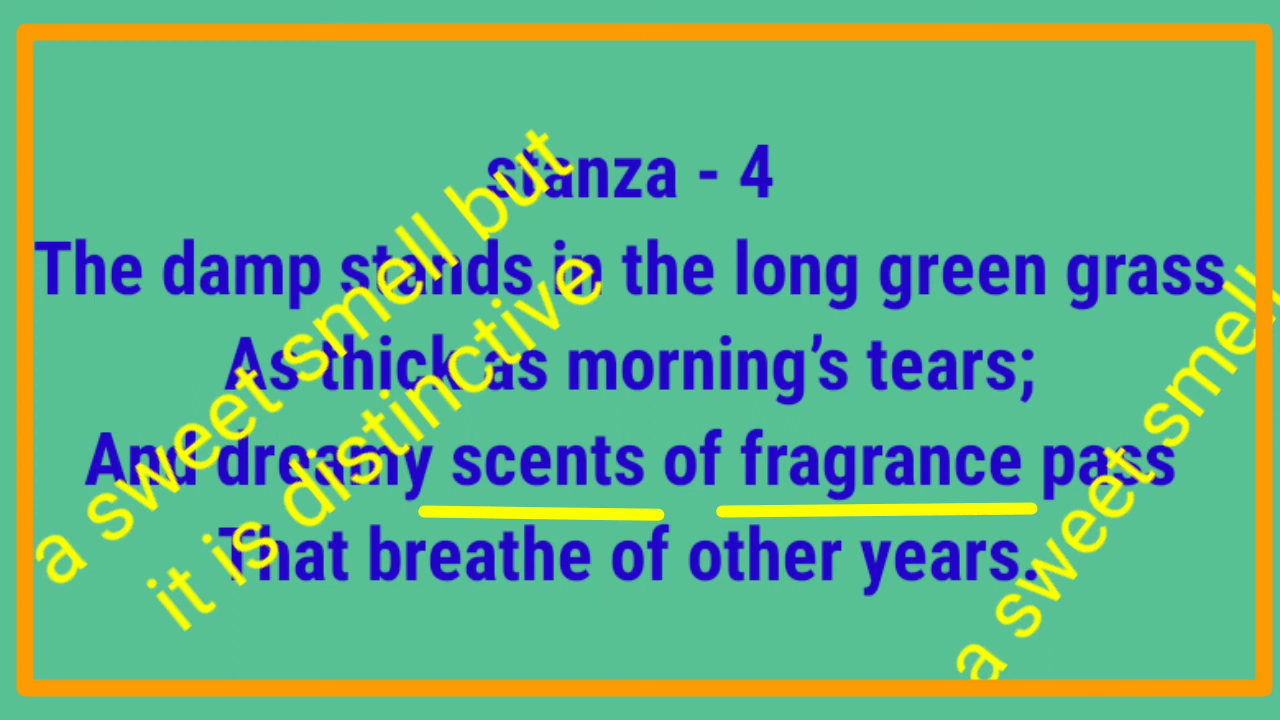 stanza - 4
The damp stands in the long green grass
As thick as morning’s tears;
And dreamy scents of fragrance pass
That breathe of other years.
a sweet smell but
it is distinctive
a sweet smell